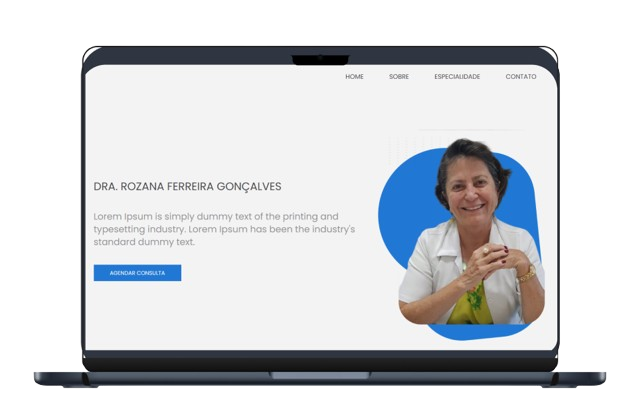 HOME SOBRE ESPECIALIDADE CONTATO
DRA. ROZANA FERREIRA GONÇALVES
Lorem Ipsum is simply dummy text of the printing and
typesetting industry. Lorem Ipsum has been the industry's
standard dummy text.
AGENDAR CONSULTA